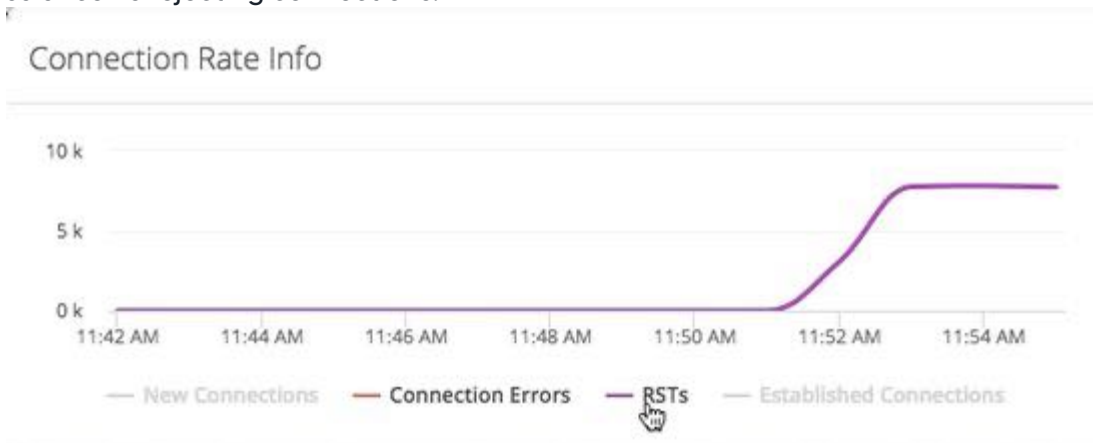 Connection Rate Info
10 k
5 k
0 k
11:42 AM 11:44 AM 11:46 AM 11:48 AM 11:50 AM 11:52 AM 11:54 AM
New Connections Connection Errors RSTs Established Connections